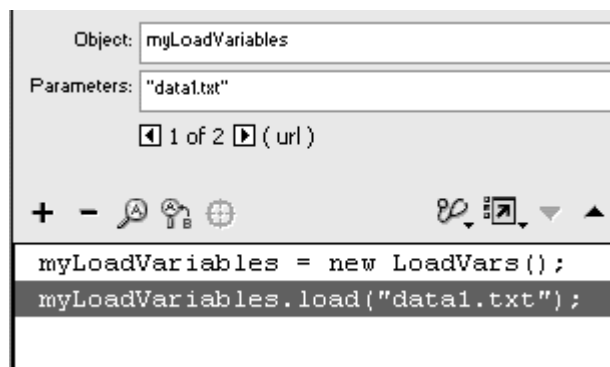 Object: myLoadVariables
Parameters: "data1.txt"
1 of 2 ( url )
myLoadVariables = new LoadVars();
myLoadVariables.load("data1.txt");